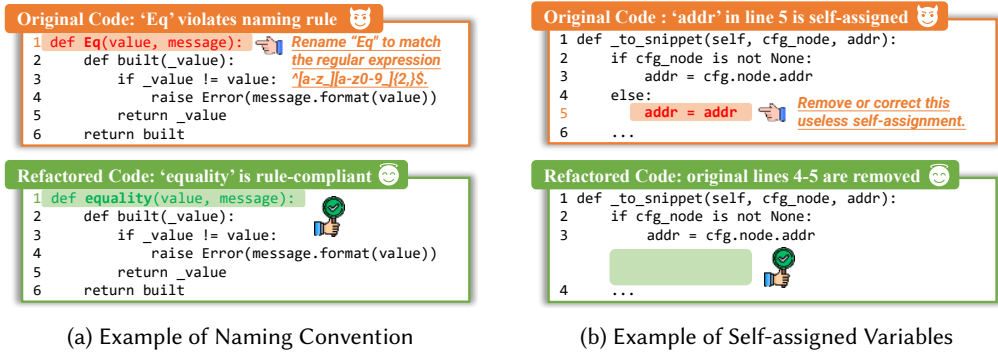 Original Code: 'Eq' violates naming rule
1 def Eq(value, message):
2 def built(_value):
3 if _value != value:
4 raise Error(message.format(value))
5 return _value
6 return built
Rename "Eq" to match
the regular expression
^[a-z_][a-z0-9_]{2,}$.
Refactored Code: 'equality' is rule-compliant
1 def equality(value, message):
2 def built(_value):
3 if _value != value:
4 raise Error(message.format(value))
5 return _value
6 return built
(a) Example of Naming Convention
Original Code : 'addr' in line 5 is self-assigned
1 def _to_snippet(self, cfg_node, addr):
2 if cfg_node is not None:
3 addr = cfg.node.addr
4 else:
5 addr = addr
6 ...
Remove or correct this
useless self-assignment.
Refactored Code: original lines 4-5 are removed
1 def _to_snippet(self, cfg_node, addr):
2 if cfg_node is not None:
3 addr = cfg.node.addr
4 ...
(b) Example of Self-assigned Variables